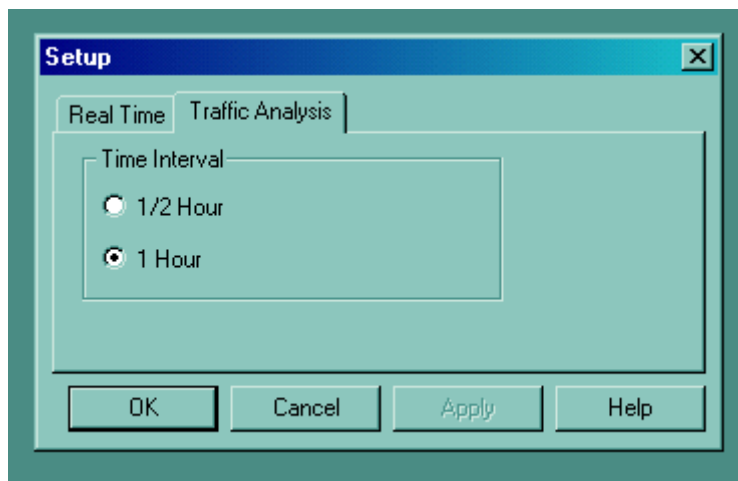 Setup
Real Time Traffic Analysis
Time Interval
1/2 Hour
1 Hour
OK Cancel Apply Help